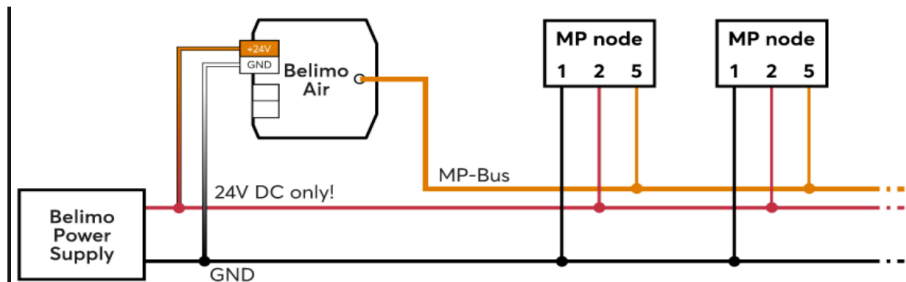 +24V
GND
Belimo
Air
MP node
1 2 5
MP node
1 2 5
MP-Bus
24V DC only!
Belimo
Power
Supply
GND